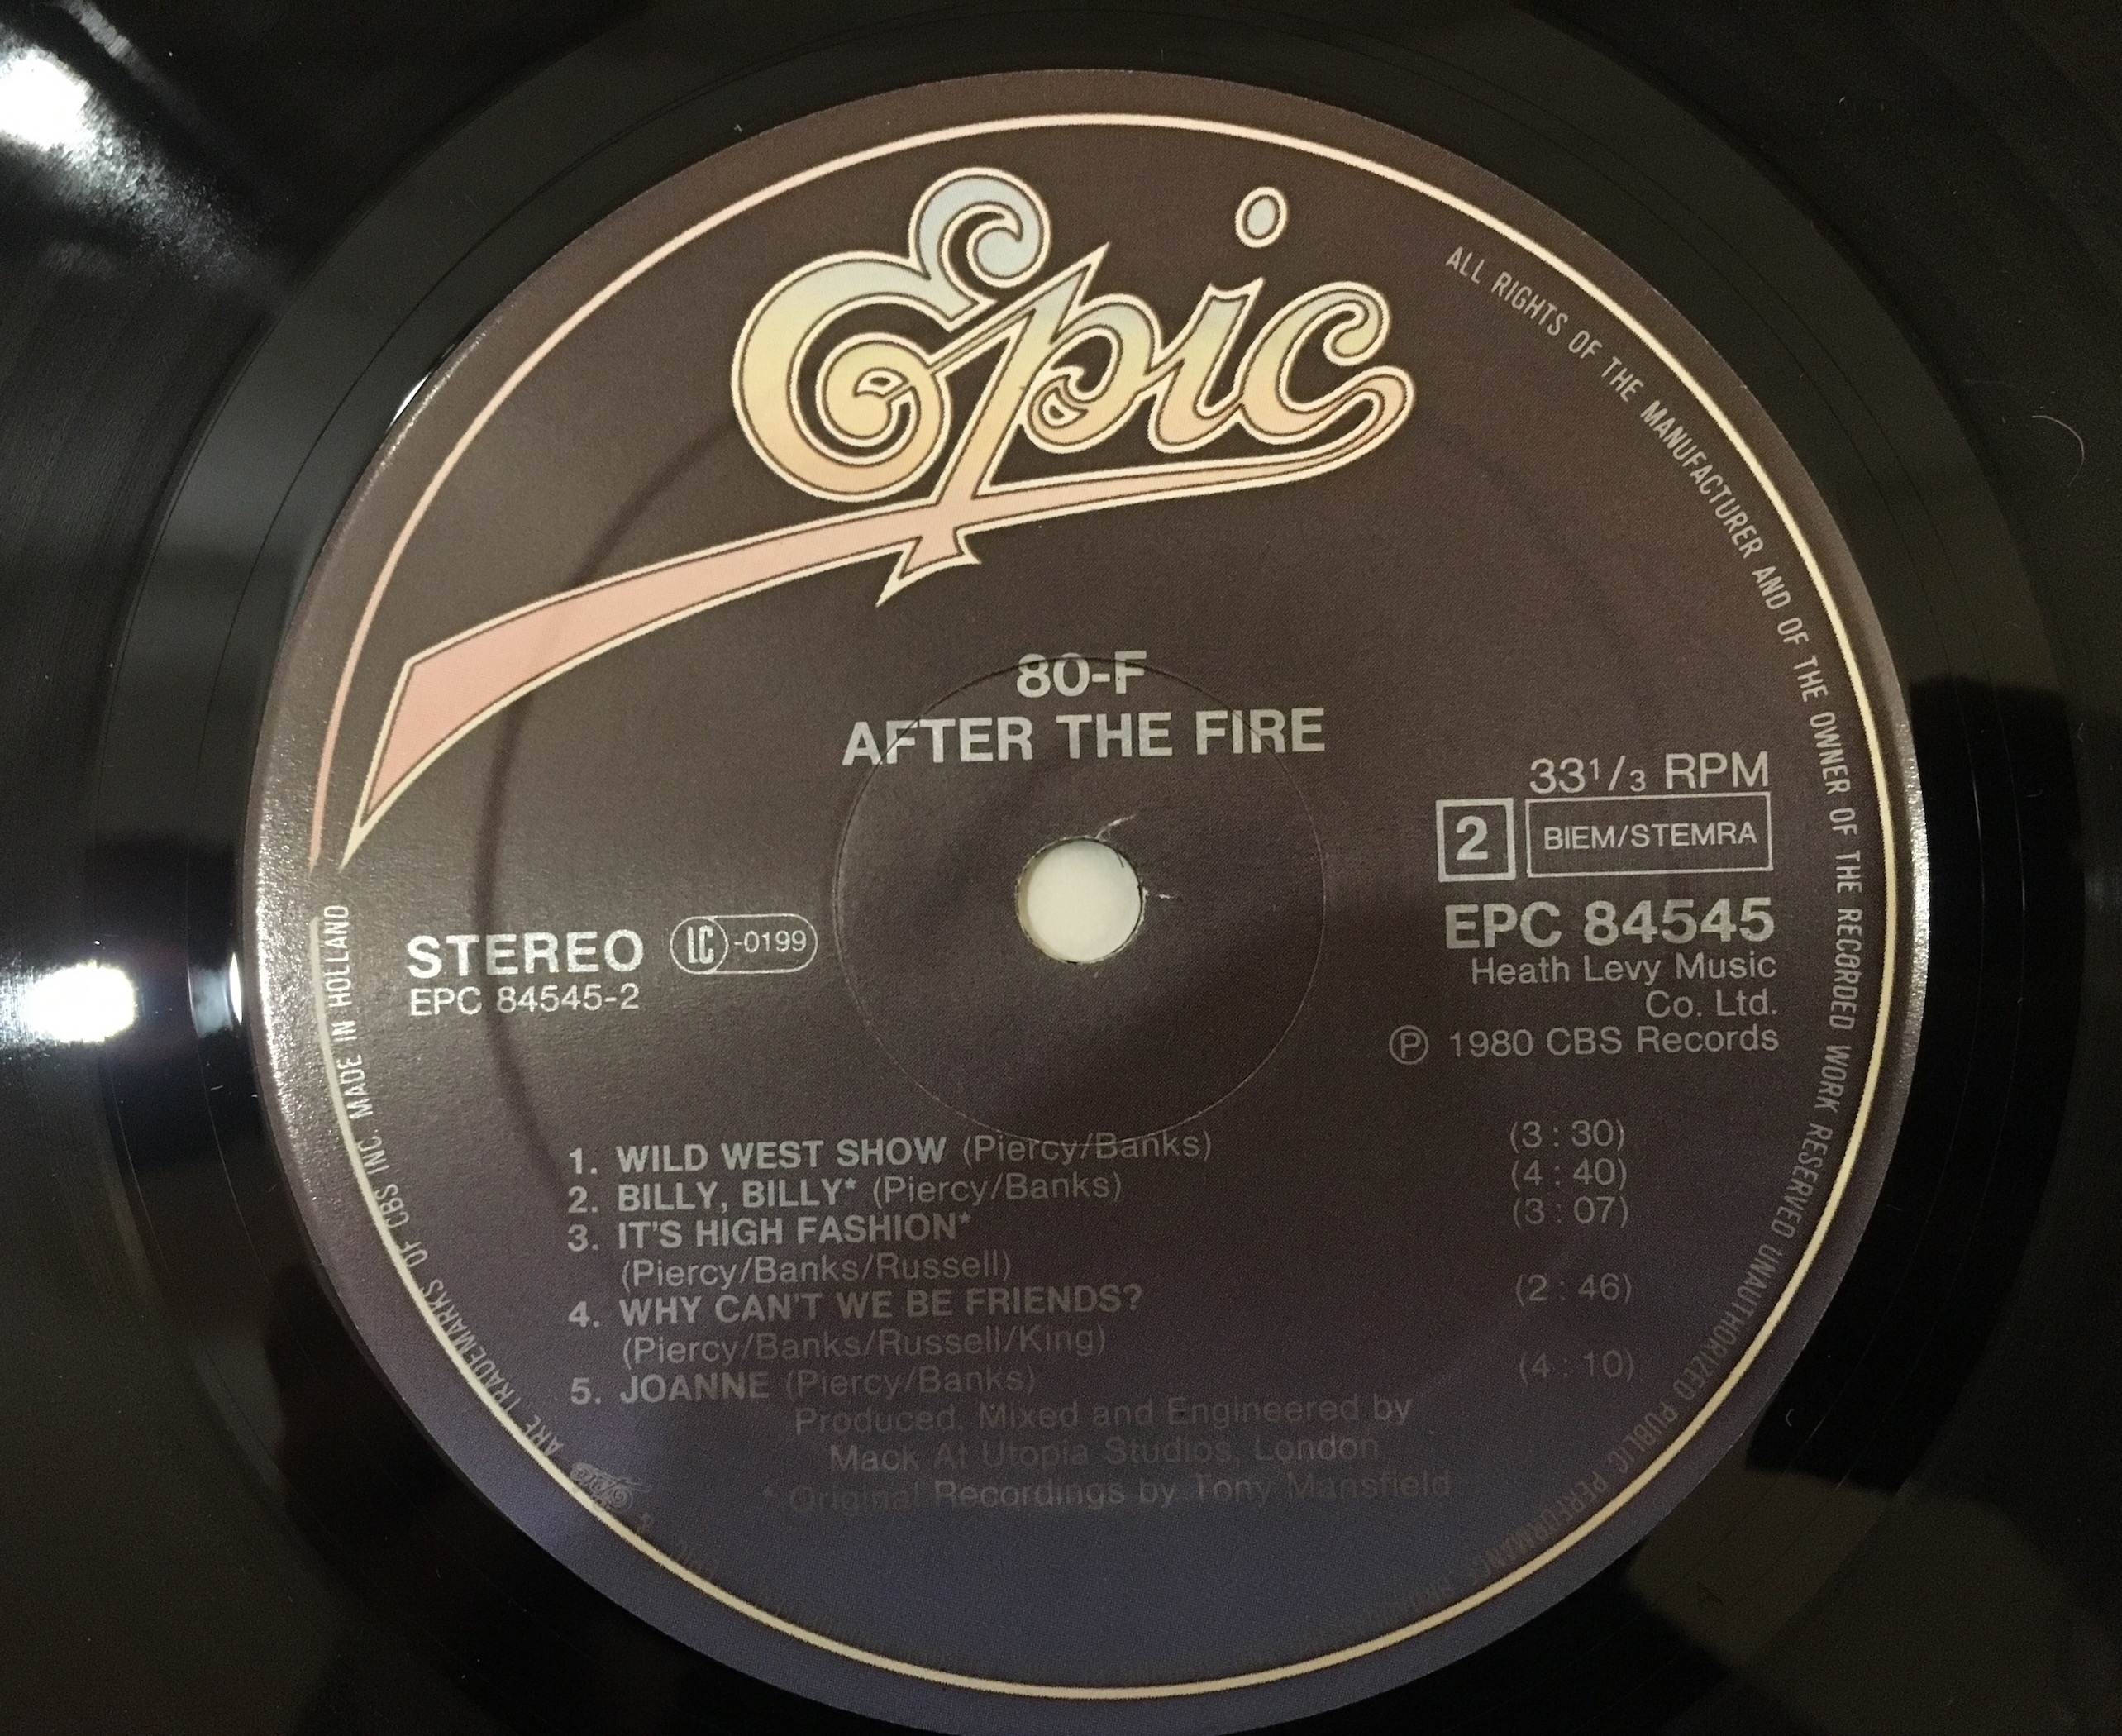 Epic
80-F
AFTER THE FIRE
33 1/3 RPM
2 BIEM/STEMRA
STEREO LC-0199
EPC 84545-2
EPC 84545
Heath Levy Music
Co. Ltd.
℗ 1980 CBS Records
1. WILD WEST SHOW (Piercy/Banks) (3 : 30)
2. BILLY, BILLY* (Piercy/Banks) (4 : 40)
3. IT'S HIGH FASHION* (3 : 07)
(Piercy/Banks/Russell)
4. WHY CAN'T WE BE FRIENDS? (2 : 46)
(Piercy/Banks/Russell/King)
5. JOANNE (Piercy/Banks) (4 : 10)
Produced, Mixed and Engineered by
Mack At Utopia Studios, London
* Original Recordings by Tony Mansfield
ALL RIGHTS OF THE MANUFACTURER AND OF THE OWNER OF THE RECORDED WORK RESERVED UNAUTHORIZED PUBLIC PERFORMANCE
ARE TRADEMARKS OF CBS INC. MADE IN HOLLAND